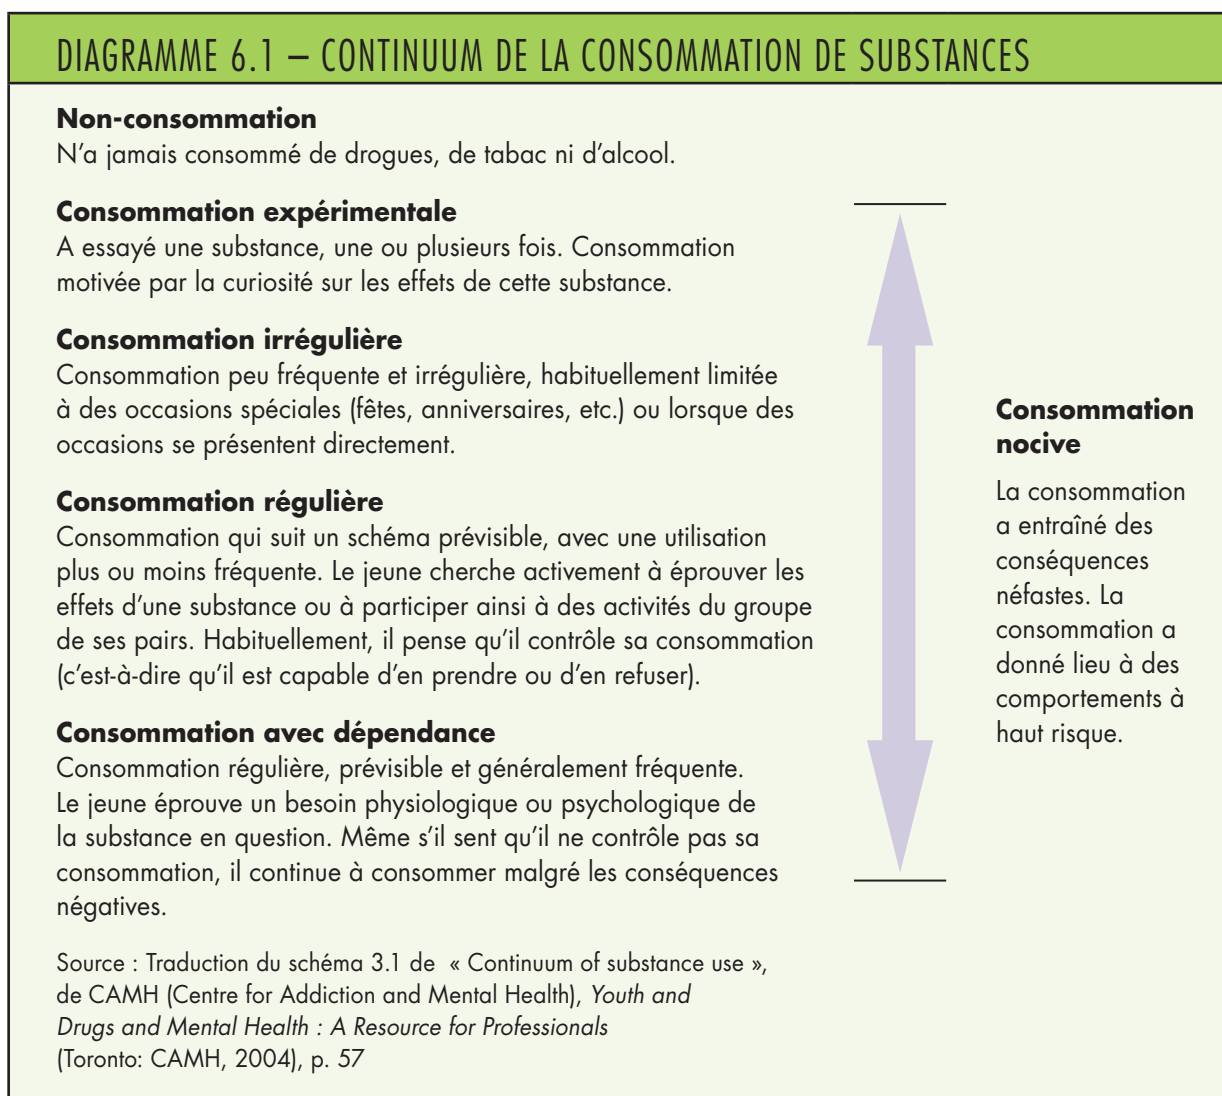 DIAGRAMME 6.1 – CONTINUUM DE LA CONSOMMATION DE SUBSTANCES
Non-consommation
N'a jamais consommé de drogues, de tabac ni d'alcool.
Consommation expérimentale
A essayé une substance, une ou plusieurs fois. Consommation
motivée par la curiosité sur les effets de cette substance.
Consommation irrégulière
Consommation peu fréquente et irrégulière, habituellement limitée
à des occasions spéciales (fêtes, anniversaires, etc.) ou lorsque des
occasions se présentent directement.
Consommation régulière
Consommation qui suit un schéma prévisible, avec une utilisation
plus ou moins fréquente. Le jeune cherche activement à éprouver les
effets d'une substance ou à participer ainsi à des activités du groupe
de ses pairs. Habituellement, il pense qu'il contrôle sa consommation
(c'est-à-dire qu'il est capable d'en prendre ou d'en refuser).
Consommation avec dépendance
Consommation régulière, prévisible et généralement fréquente.
Le jeune éprouve un besoin physiologique ou psychologique de
la substance en question. Même s'il sent qu'il ne contrôle pas sa
consommation, il continue à consommer malgré les conséquences
négatives.
Consommation
nocive
La consommation
a entraîné des
conséquences
néfastes. La
consommation a
donné lieu à des
comportements à
haut risque.
Source : Traduction du schéma 3.1 de « Continuum of substance use »,
de CAMH (Centre for Addiction and Mental Health), Youth and
Drugs and Mental Health : A Resource for Professionals
(Toronto: CAMH, 2004), p. 57